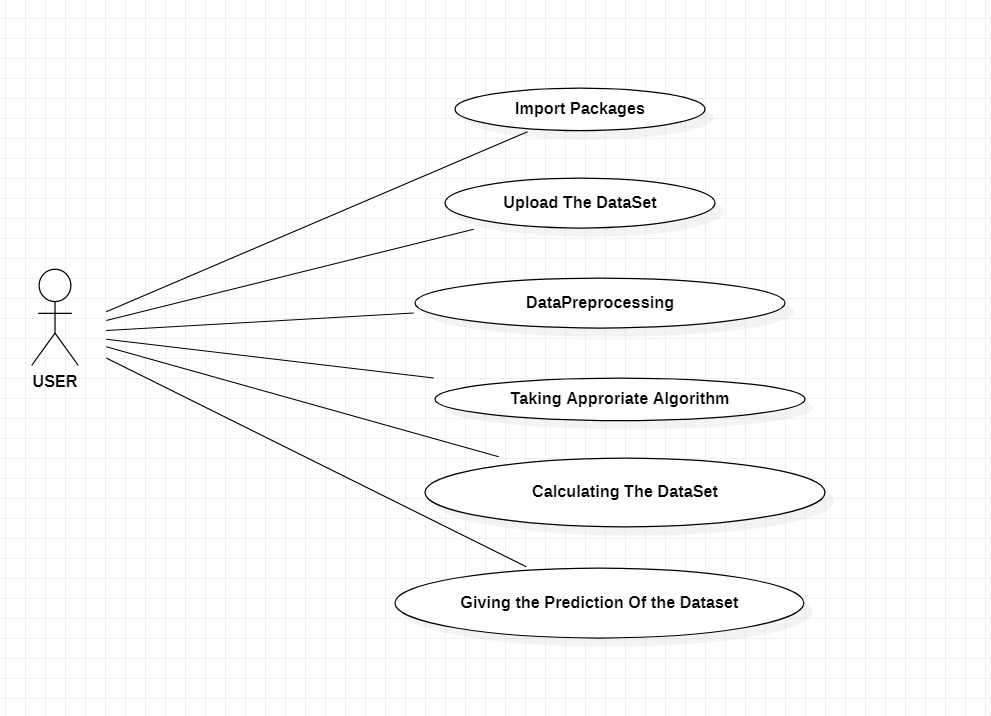 Import Packages
Upload The DataSet
DataPreprocessing
USER
Taking Approriate Algorithm
Calculating The DataSet
Giving the Prediction Of the Dataset